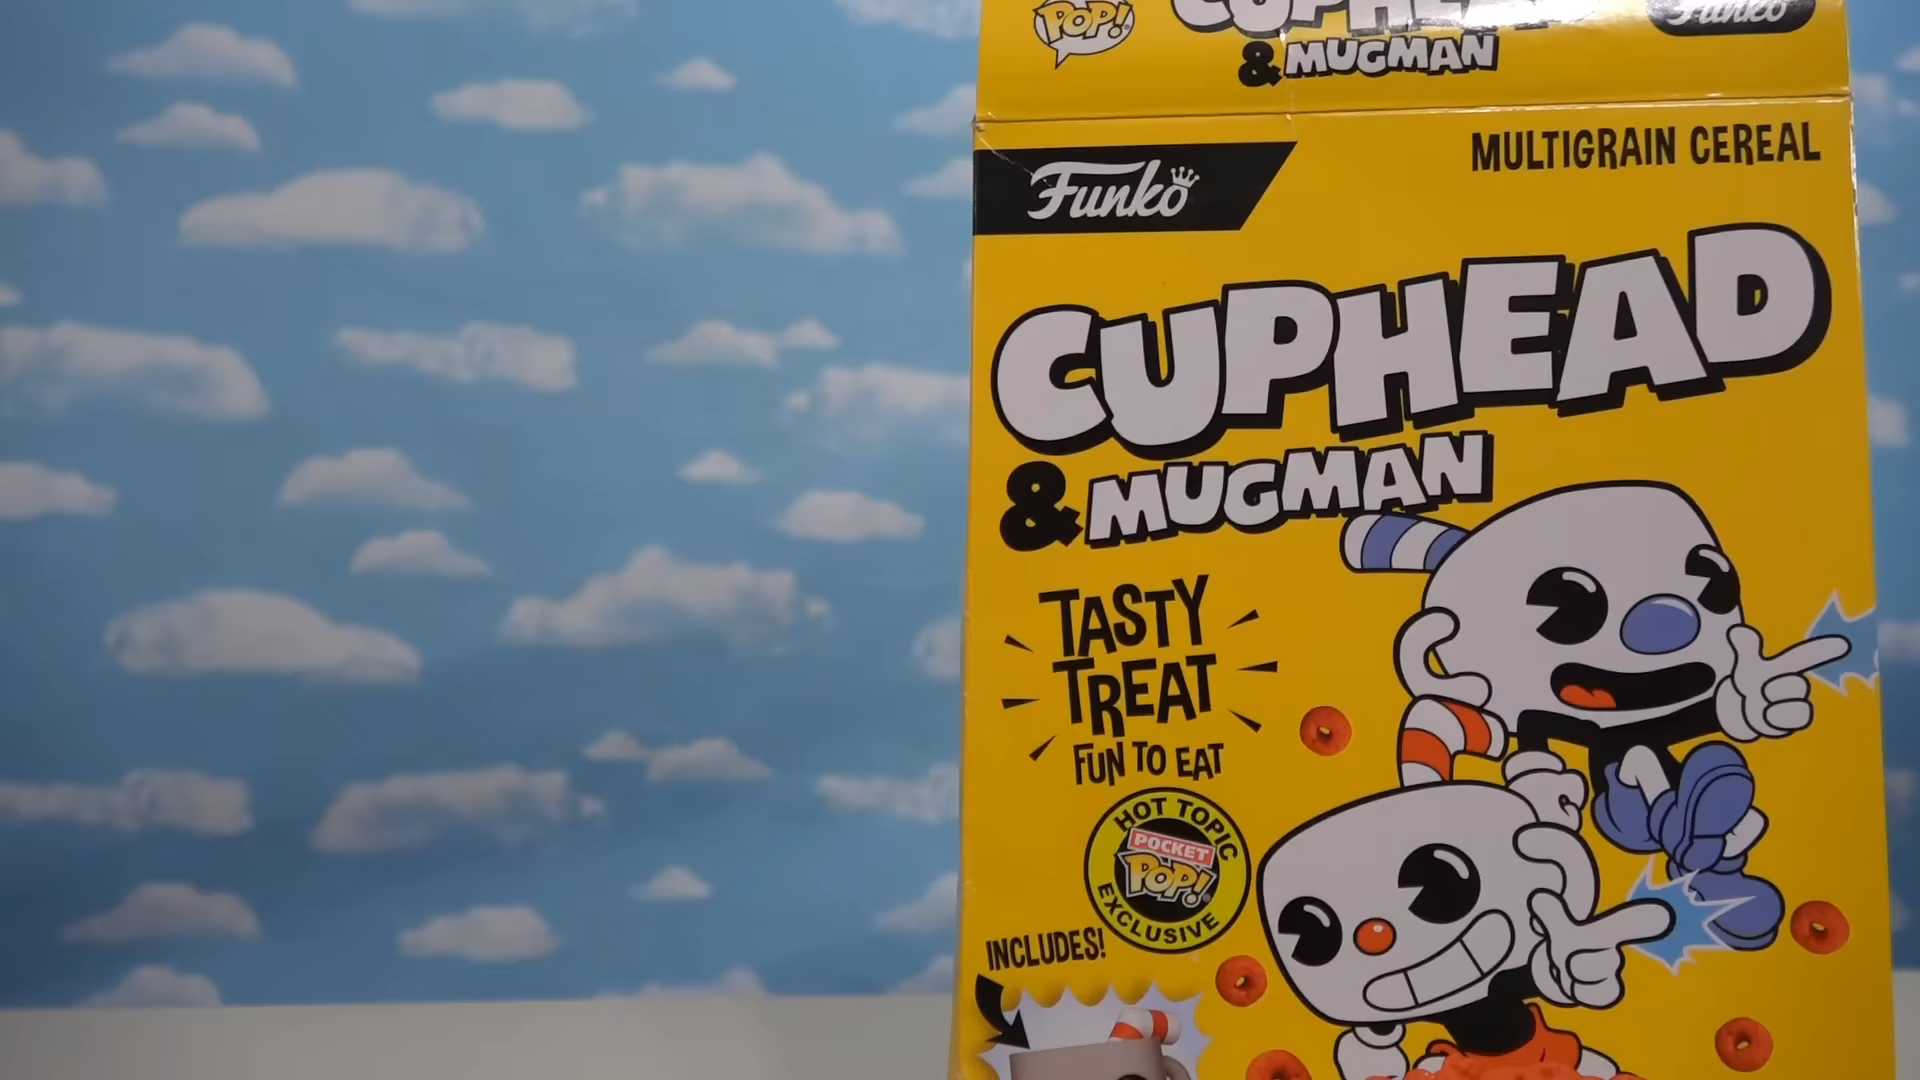 POP!
CUPHEAD
Funko
& MUGMAN
Funko
MULTIGRAIN CEREAL
CUPHEAD
& MUGMAN
TASTY
TREAT
FUN TO EAT
HOT TOPIC
POCKET
POP!
EXCLUSIVE
INCLUDES!